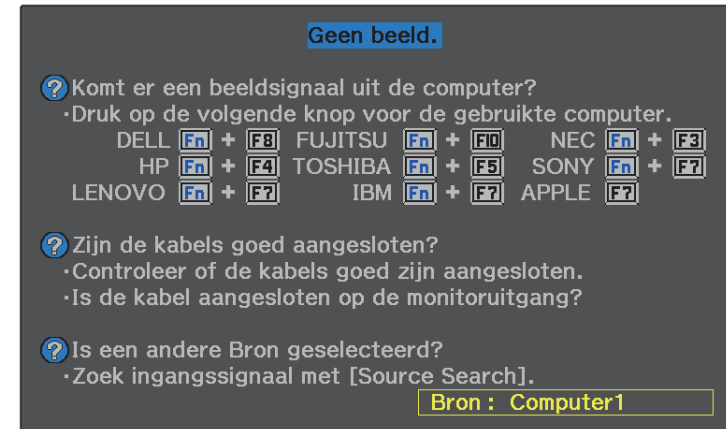 Geen beeld.
? Komt er een beeldsignaal uit de computer?
·Druk op de volgende knop voor de gebruikte computer.
DELL Fn + F8 FUJITSU Fn + F10 NEC Fn + F3
HP Fn + F4 TOSHIBA Fn + F5 SONY Fn + F7
LENOVO Fn + F7 IBM Fn + F7 APPLE F7
? Zijn de kabels goed aangesloten?
·Controleer of de kabels goed zijn aangesloten.
·Is de kabel aangesloten op de monitoruitgang?
? Is een andere Bron geselecteerd?
·Zoek ingangssignaal met [Source Search].
Bron : Computer1